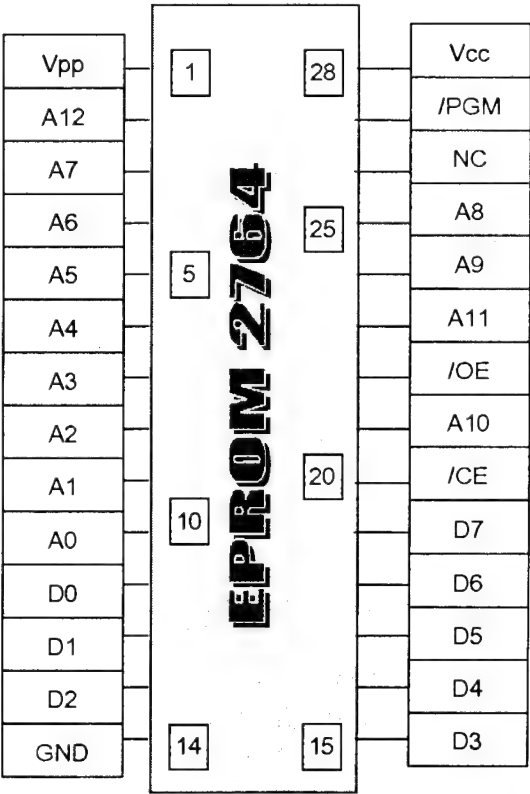 Vpp
A12
A7
A6
A5
A4
A3
A2
A1
A0
D0
D1
D2
GND
1
5
10
14
EPROM 2764
28
25
20
15
Vcc
/PGM
NC
A8
A9
A11
/OE
A10
/CE
D7
D6
D5
D4
D3